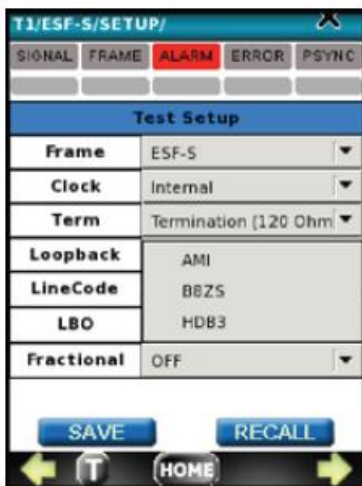 T1/ESF-S/SETUP/
SIGNAL FRAME ALARM ERROR PSYNC
Test Setup
Frame ESF-S
Clock Internal
Term Termination (120 Ohm
Loopback AMI
LineCode B8ZS
LBO HDB3
Fractional OFF
SAVE RECALL
T HOME